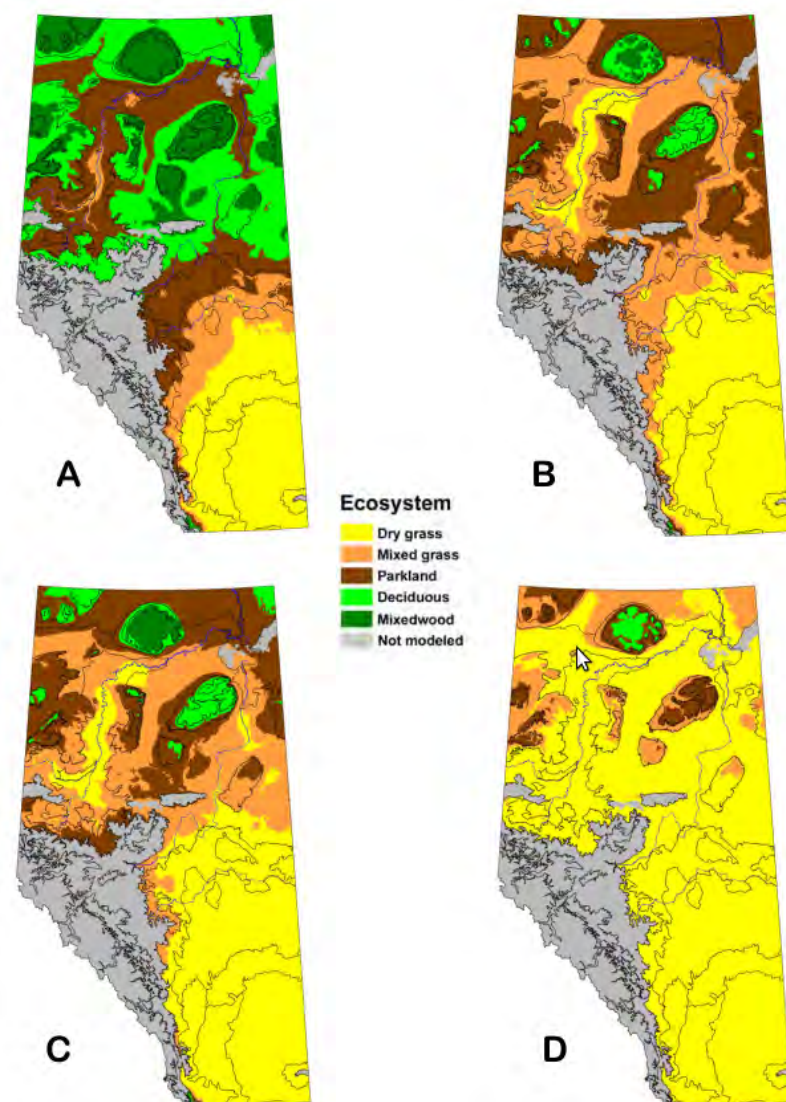 A
B
Ecosystem
Dry grass
Mixed grass
Parkland
Deciduous
Mixedwood
Not modeled
C
D